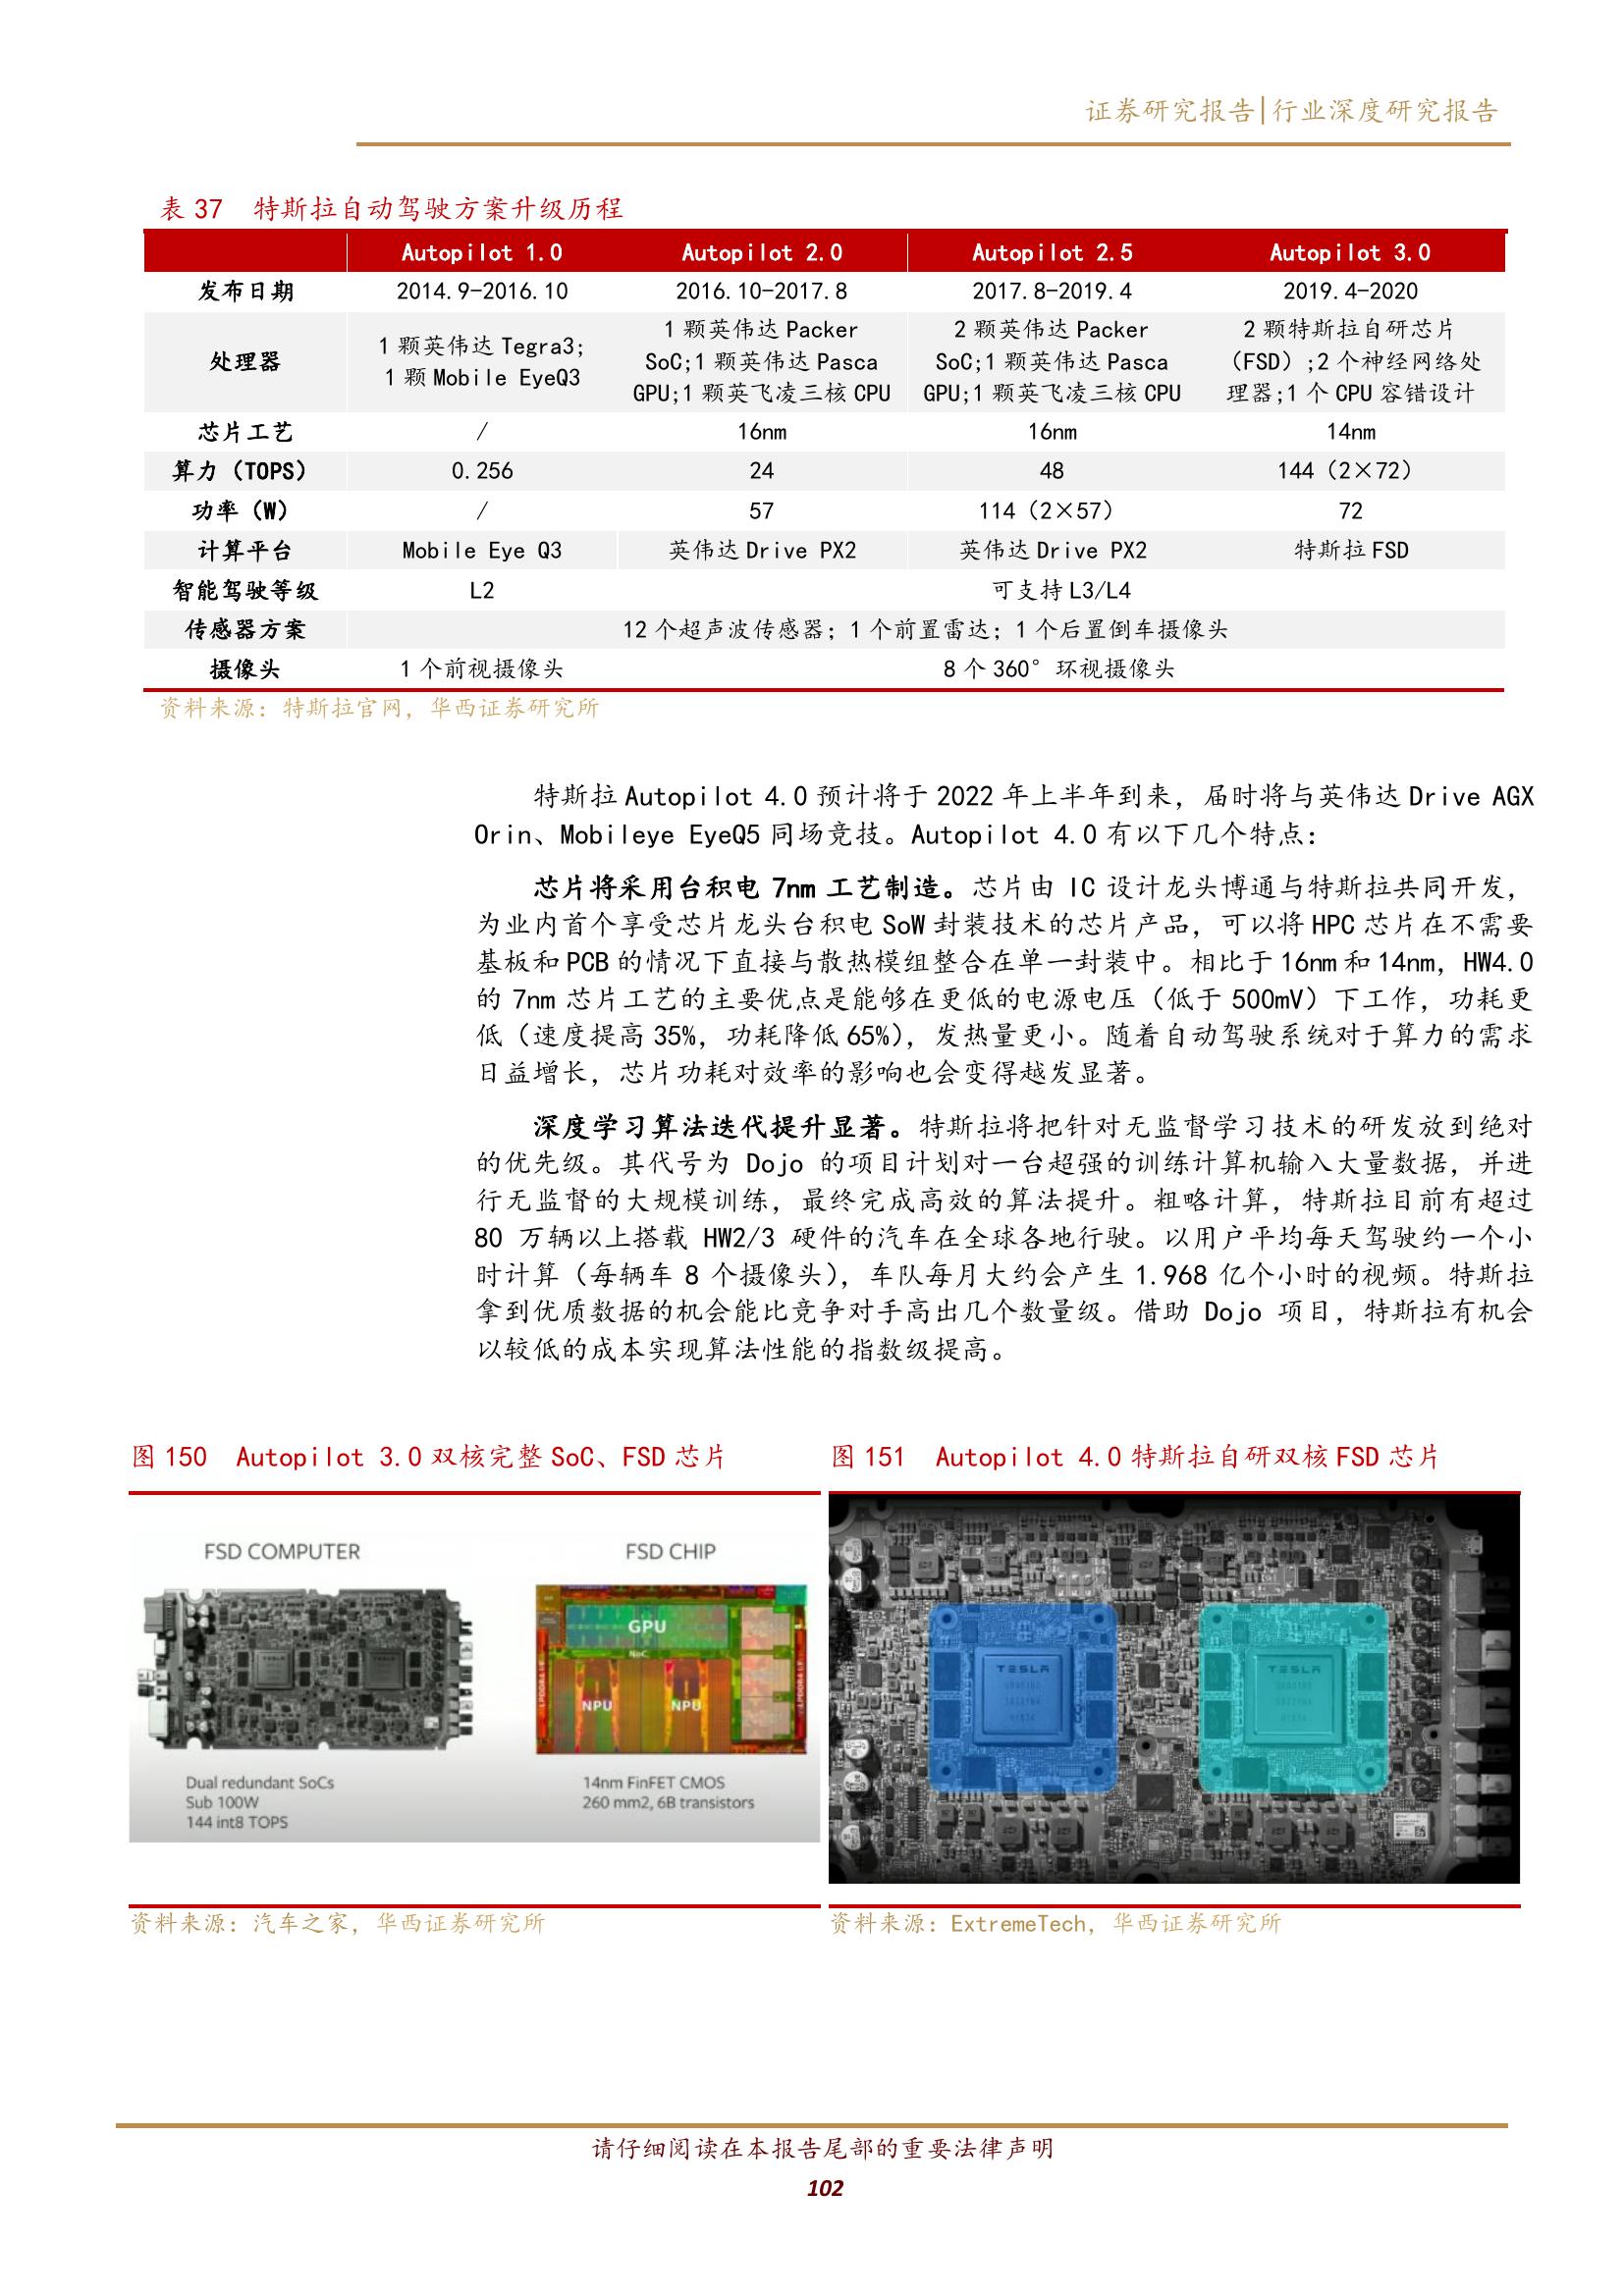 证券研究报告|行业深度研究报告
表 37 特斯拉自动驾驶方案升级历程
Autopilot 1.0 Autopilot 2.0 Autopilot 2.5 Autopilot 3.0
发布日期 2014.9-2016.10 2016.10-2017.8 2017.8-2019.4 2019.4-2020
处理器 1 颗英伟达 Tegra3; 1 颗 Mobile EyeQ3 1 颗英伟达 Packer SoC;1 颗英伟达 Pasca GPU;1 颗英飞凌三核 CPU 2 颗英伟达 Packer SoC;1 颗英伟达 Pasca GPU;1 颗英飞凌三核 CPU 2 颗特斯拉自研芯片（FSD）;2 个神经网络处理器;1 个 CPU 容错设计
芯片工艺 / 16nm 16nm 14nm
算力（TOPS） 0.256 24 48 144（2×72）
功率（W） / 57 114（2×57） 72
计算平台 Mobile Eye Q3 英伟达 Drive PX2 英伟达 Drive PX2 特斯拉 FSD
智能驾驶等级 L2 可支持 L3/L4
传感器方案 12 个超声波传感器；1 个前置雷达；1 个后置倒车摄像头
摄像头 1 个前视摄像头 8 个 360° 环视摄像头
资料来源：特斯拉官网，华西证券研究所
特斯拉 Autopilot 4.0 预计将于 2022 年上半年到来，届时将与英伟达 Drive AGX
Orin、Mobileye EyeQ5 同场竞技。Autopilot 4.0 有以下几个特点：
芯片将采用台积电 7nm 工艺制造。芯片由 IC 设计龙头博通与特斯拉共同开发，
为业内首个享受芯片龙头台积电 SoW 封装技术的芯片产品，可以将 HPC 芯片在不需要
基板和 PCB 的情况下直接与散热模组整合在单一封装中。相比于 16nm 和 14nm，HW4.0
的 7nm 芯片工艺的主要优点是能够在更低的电源电压（低于 500mV）下工作，功耗更
低（速度提高 35%，功耗降低 65%），发热量更小。随着自动驾驶系统对于算力的需求
日益增长，芯片功耗对效率的影响也会变得越发显著。
深度学习算法迭代提升显著。特斯拉将把针对无监督学习技术的研发放到绝对
的优先级。其代号为 Dojo 的项目计划对一台超强的训练计算机输入大量数据，并进
行无监督的大规模训练，最终完成高效的算法提升。粗略计算，特斯拉目前有超过
80 万辆以上搭载 HW2/3 硬件的汽车在全球各地行驶。以用户平均每天驾驶约一个小
时计算（每辆车 8 个摄像头），车队每月大约会产生 1.968 亿个小时的视频。特斯拉
拿到优质数据的机会能比竞争对手高出几个数量级。借助 Dojo 项目，特斯拉有机会
以较低的成本实现算法性能的指数级提高。
图 150 Autopilot 3.0 双核完整 SoC、FSD 芯片
FSD COMPUTER FSD CHIP
GPU
NoC
NPU NPU
LPDDR4 I/F
Dual redundant SoCs
Sub 100W
144 int8 TOPS
14nm FinFET CMOS
260 mm2, 6B transistors
资料来源：汽车之家，华西证券研究所
图 151 Autopilot 4.0 特斯拉自研双核 FSD 芯片
TESLA TESLA
资料来源：ExtremeTech，华西证券研究所
请仔细阅读在本报告尾部的重要法律声明
102